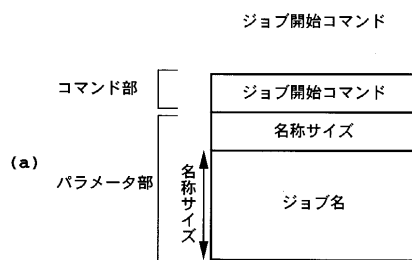 ジョブ開始コマンド
コマンド部
ジョブ開始コマンド
名称サイズ
(a)
パラメータ部
名称サイズ
ジョブ名